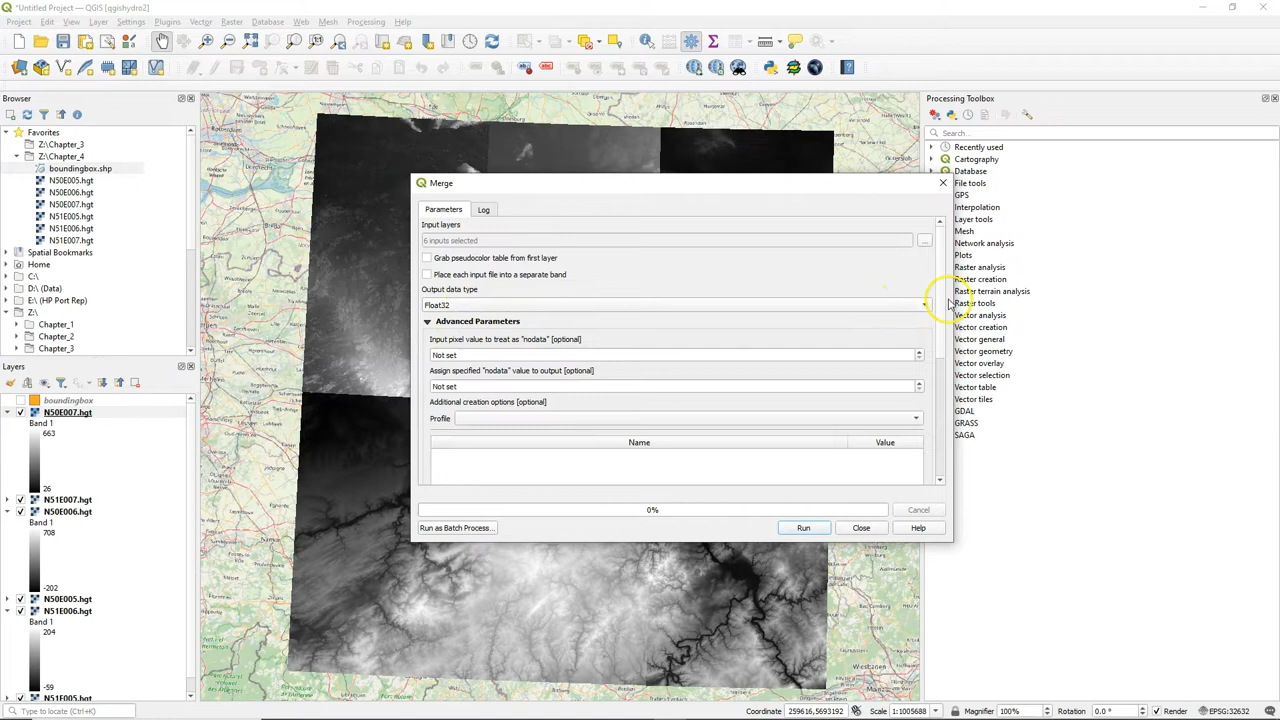 *Untitled Project — QGIS [qgishydro2]
Project Edit View Layer Settings Plugins Vector Raster Database Web Mesh Processing Help
Browser
Favorites
Z:\Chapter_3
Z:\Chapter_4
boundingbox.shp
N50E005.hgt
N50E006.hgt
N50E007.hgt
N51E005.hgt
N51E006.hgt
N51E007.hgt
Spatial Bookmarks
Home
C:\
D:\ (Data)
E:\ (HP Port Rep)
Z:\
Chapter_1
Chapter_2
Chapter_3
Layers
boundingbox
N50E007.hgt
Band 1
663
26
N51E007.hgt
N50E006.hgt
Band 1
708
-202
N50E005.hgt
N51E006.hgt
Band 1
204
-59
N51E005.hgt
Merge
Parameters Log
Input layers
6 inputs selected
...
Grab pseudocolor table from first layer
Place each input file into a separate band
Output data type
Float32
Advanced Parameters
Input pixel value to treat as "nodata" [optional]
Not set
Assign specified "nodata" value to output [optional]
Not set
Additional creation options [optional]
Profile
Name Value
0% Cancel
Run as Batch Process... Run Close Help
Processing Toolbox
Search...
Recently used
Cartography
Database
File tools
GPS
Interpolation
Layer tools
Mesh
Network analysis
Plots
Raster analysis
Raster creation
Raster terrain analysis
Raster tools
Vector analysis
Vector creation
Vector general
Vector geometry
Vector overlay
Vector selection
Vector table
Vector tiles
GDAL
GRASS
SAGA
Type to locate (Ctrl+K) Coordinate 259616,5693192 Scale 1:1005688 Magnifier 100% Rotation 0.0 ° Render EPSG:32632